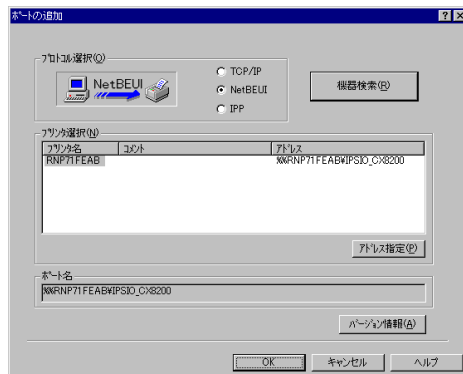 ポートの追加
プロトコル選択(O)
NetBEUI
TCP/IP
NetBEUI
IPP
機器検索(R)
プリンタ選択(N)
プリンタ名 コメント アドレス
RNP71FEAB %%RNP71FEAB¥IPSIO_CX8200
アドレス指定(P)
ポート名
%%RNP71FEAB¥IPSIO_CX8200
バージョン情報(A)
OK キャンセル ヘルプ